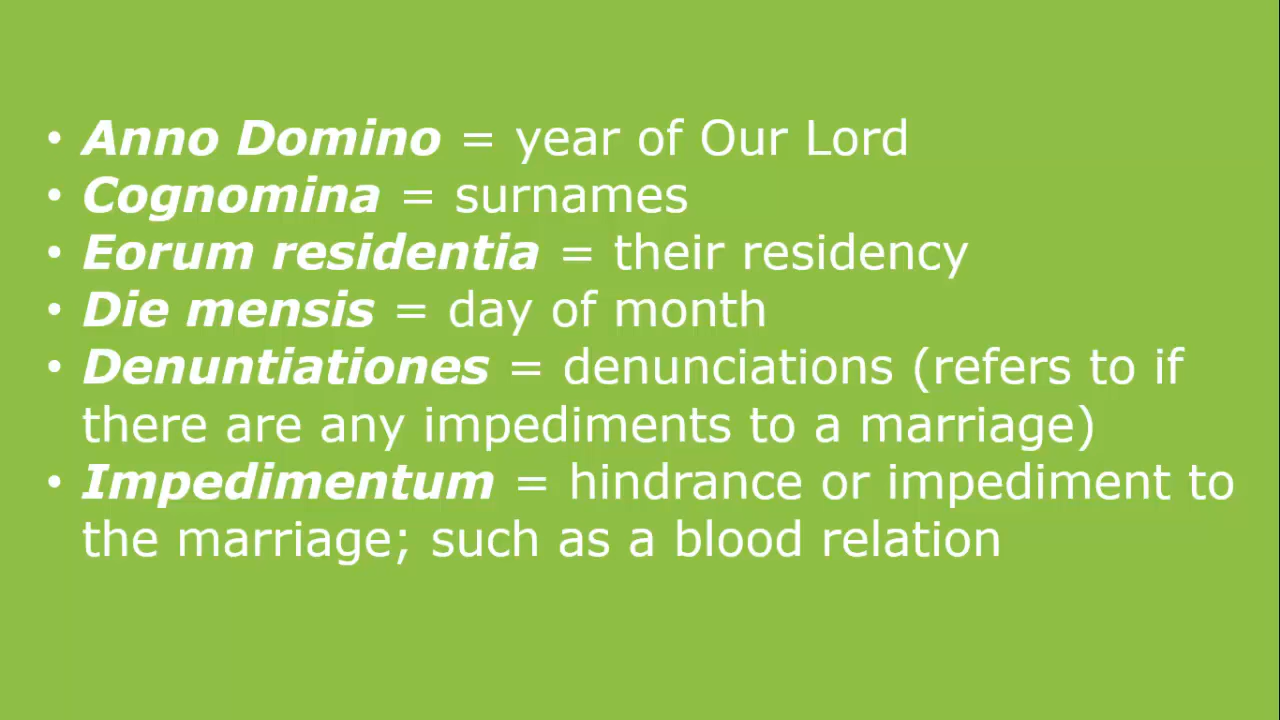 • Anno Domino = year of Our Lord
• Cognomina = surnames
• Eorum residentia = their residency
• Die mensis = day of month
• Denuntiationes = denunciations (refers to if
there are any impediments to a marriage)
• Impedimentum = hindrance or impediment to
the marriage; such as a blood relation